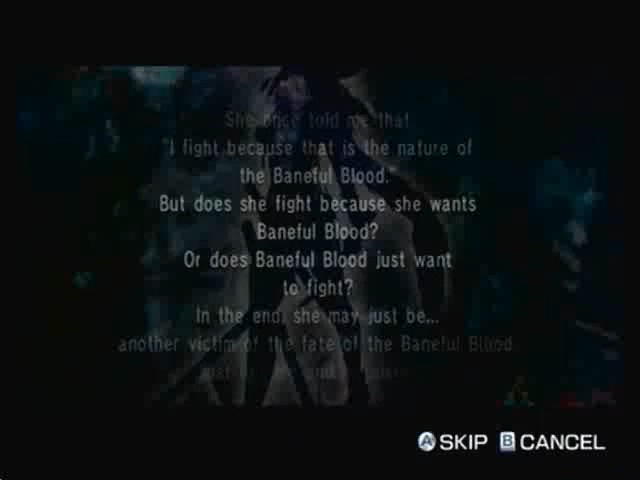 She once told me that
"I fight because that is the nature of
the Baneful Blood."
But does she fight because she wants
Baneful Blood?
Or does Baneful Blood just want
to fight?
In the end, she may just be...
another victim of the fate of the Baneful Blood
A SKIP B CANCEL